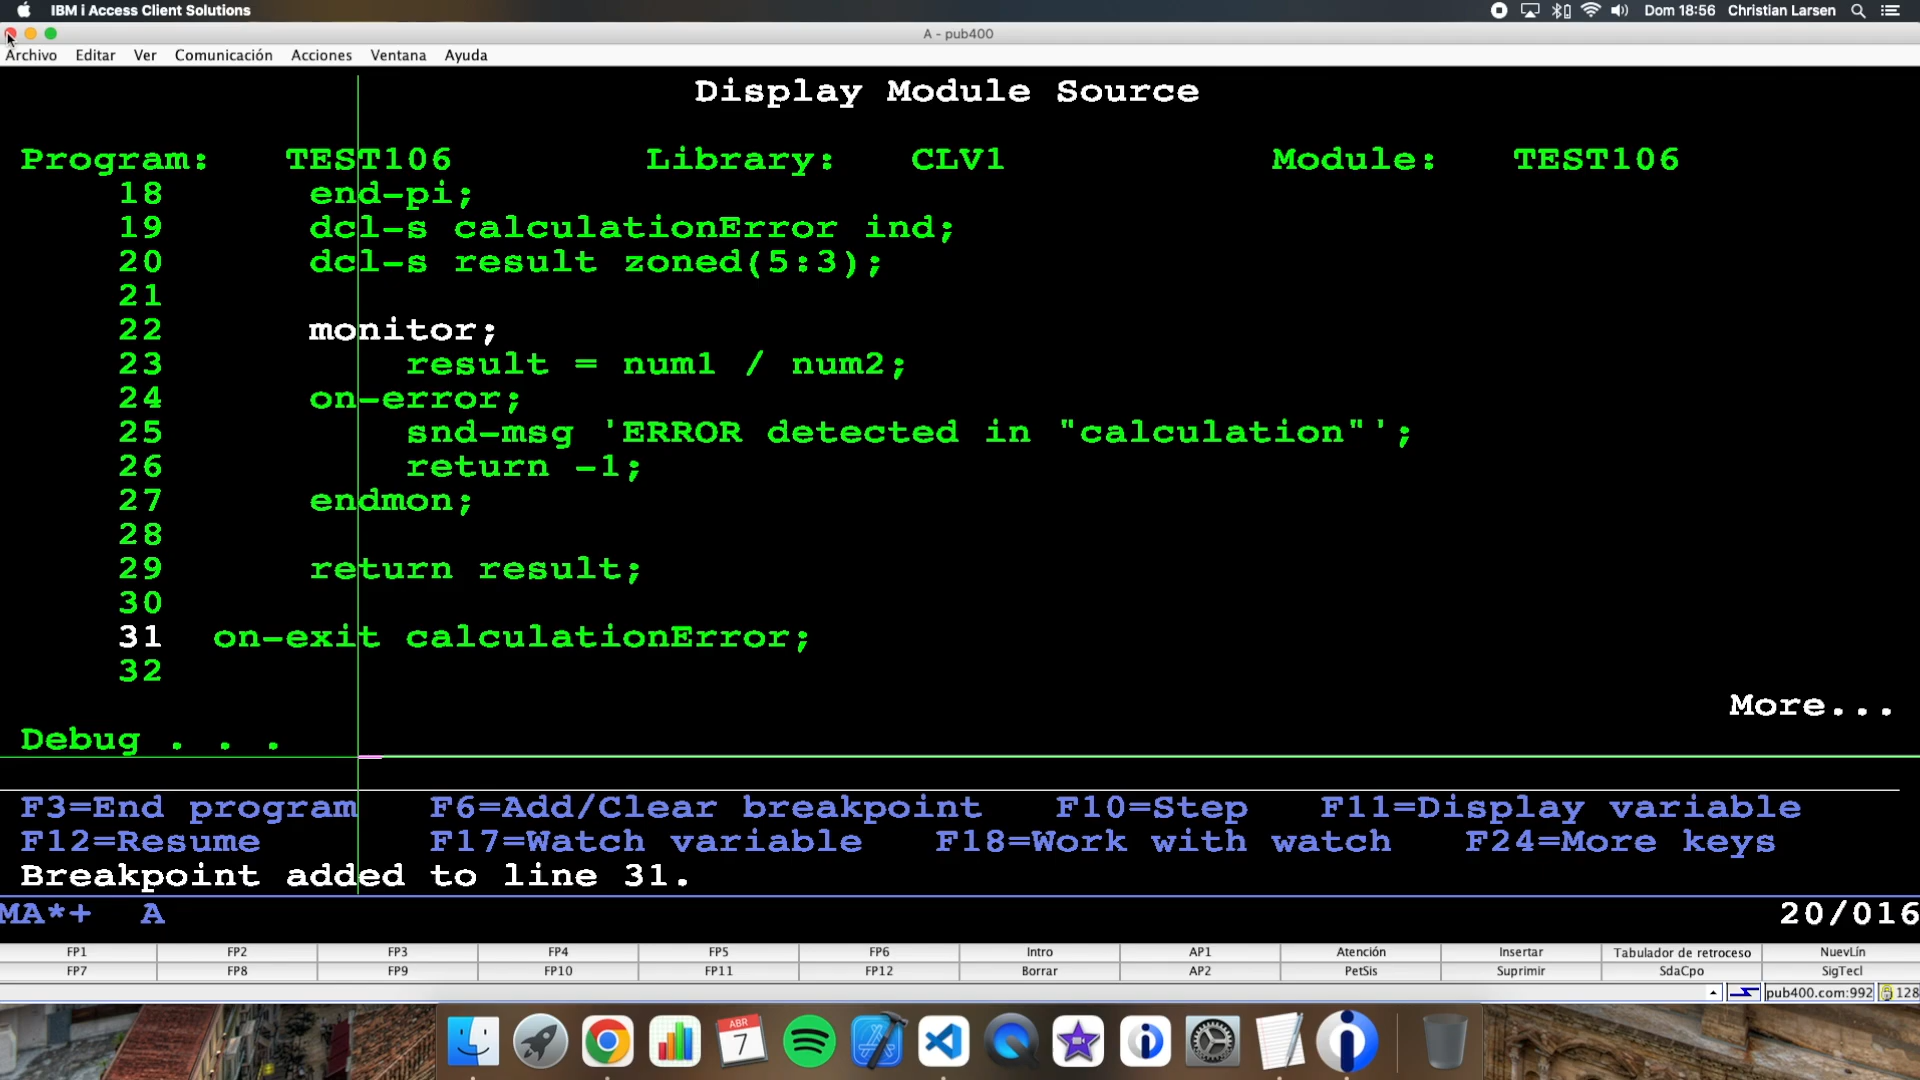 IBM i Access Client Solutions Dom 18:56 Christian Larsen
A - pub400
Archivo Editar Ver Comunicación Acciones Ventana Ayuda
Display Module Source
Program: TEST106 Library: CLV1 Module: TEST106
18 end-pi;
19 dcl-s calculationError ind;
20 dcl-s result zoned(5:3);
21
22 monitor;
23 result = num1 / num2;
24 on-error;
25 snd-msg 'ERROR detected in "calculation"';
26 return -1;
27 endmon;
28
29 return result;
30
31 on-exit calculationError;
32
More...
Debug . . .
F3=End program F6=Add/Clear breakpoint F10=Step F11=Display variable
F12=Resume F17=Watch variable F18=Work with watch F24=More keys
Breakpoint added to line 31.
MA*+ A 20/016
FP1 FP2 FP3 FP4 FP5 FP6 Intro AP1 Atención Insertar Tabulador de retroceso NuevLín
FP7 FP8 FP9 FP10 FP11 FP12 Borrar AP2 PetSis Suprimir SdaCpo SigTecl
pub400.com:992 128
ABR
7